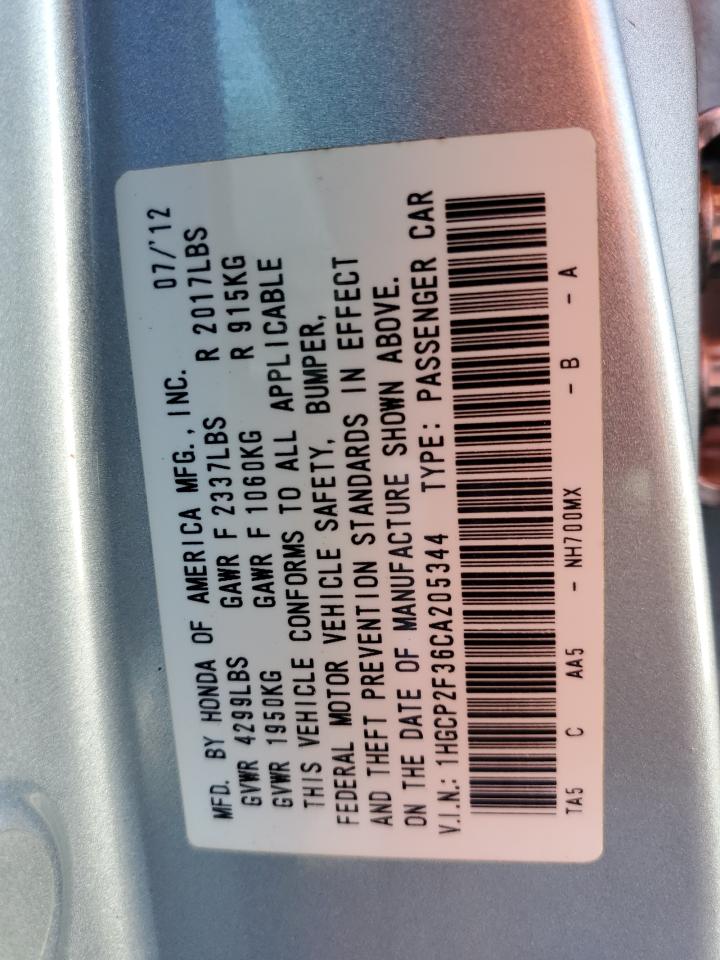 MFD. BY HONDA OF AMERICA MFG., INC. 07/'12
GVWR 4299LBS GAWR F 2337LBS R 2017LBS
GVWR 1950KG GAWR F 1060KG R 915KG
THIS VEHICLE CONFORMS TO ALL APPLICABLE
FEDERAL MOTOR VEHICLE SAFETY, BUMPER,
AND THEFT PREVENTION STANDARDS IN EFFECT
ON THE DATE OF MANUFACTURE SHOWN ABOVE.
V.I.N.: 1HGCP2F36CA205344 TYPE: PASSENGER CAR
TA5 C AA5 - NH700MX - B - A